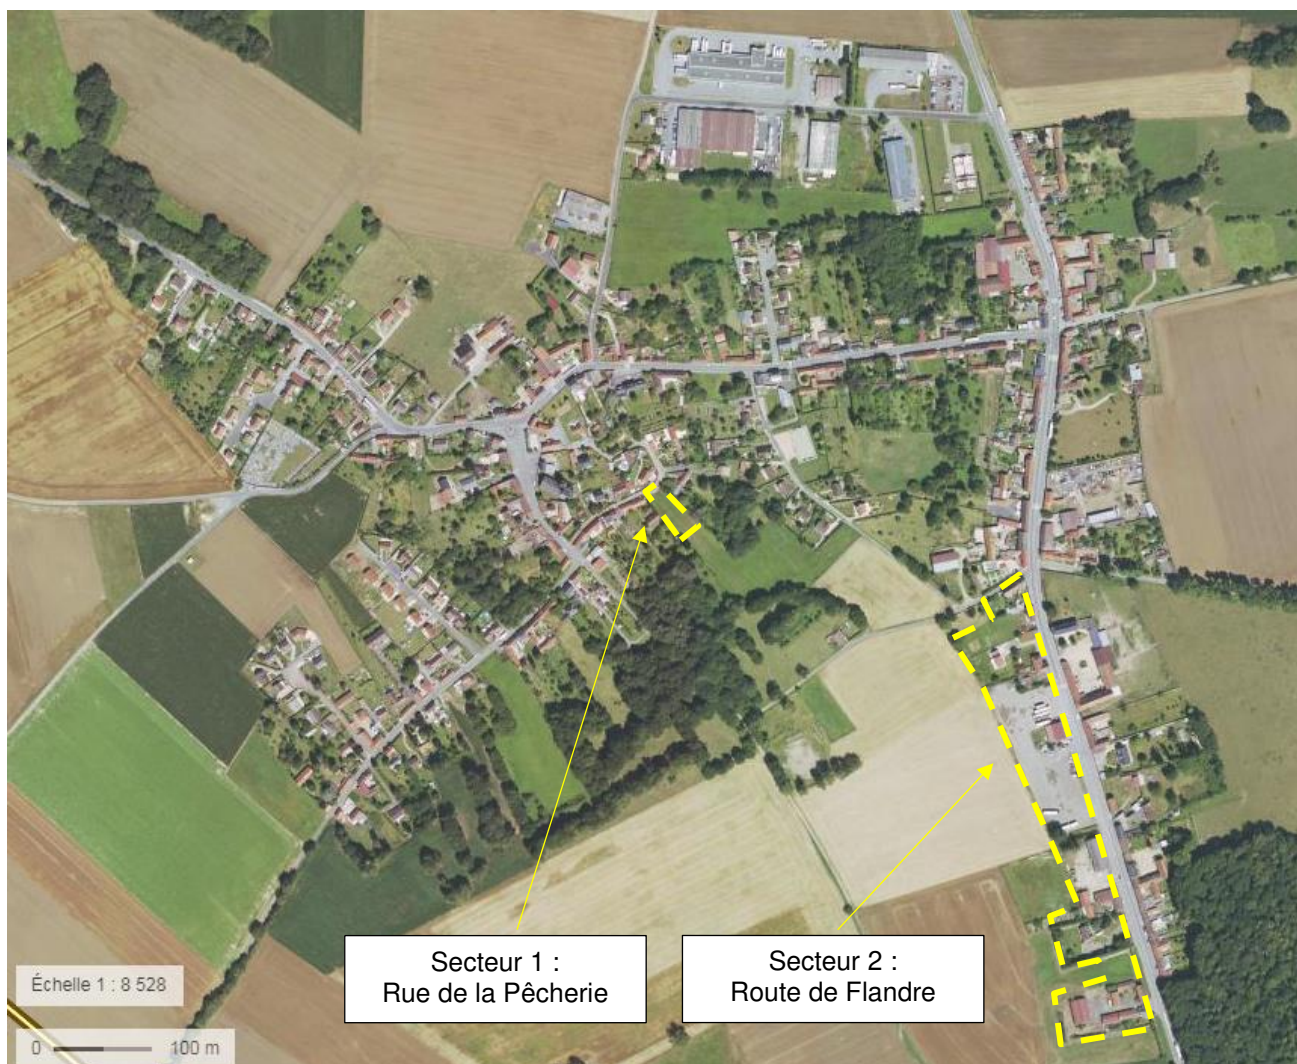 Secteur 1 :
Rue de la Pêcherie
Secteur 2 :
Route de Flandre
Échelle 1 : 8 528
0
100 m